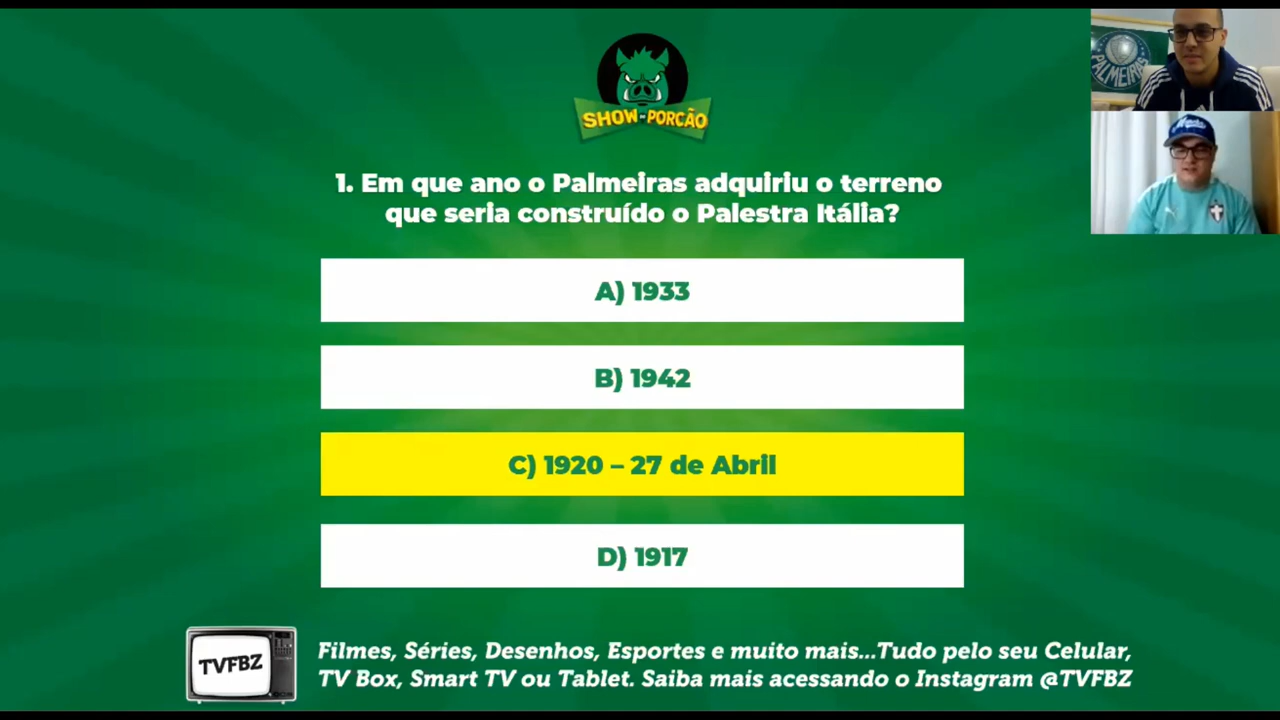 SHOW DO PORCÃO
PALMEIRAS
1. Em que ano o Palmeiras adquiriu o terreno
que seria construído o Palestra Itália?
A) 1933
B) 1942
C) 1920 – 27 de Abril
D) 1917
TVFBZ
Filmes, Séries, Desenhos, Esportes e muito mais...Tudo pelo seu Celular,
TV Box, Smart TV ou Tablet. Saiba mais acessando o Instagram @TVFBZ